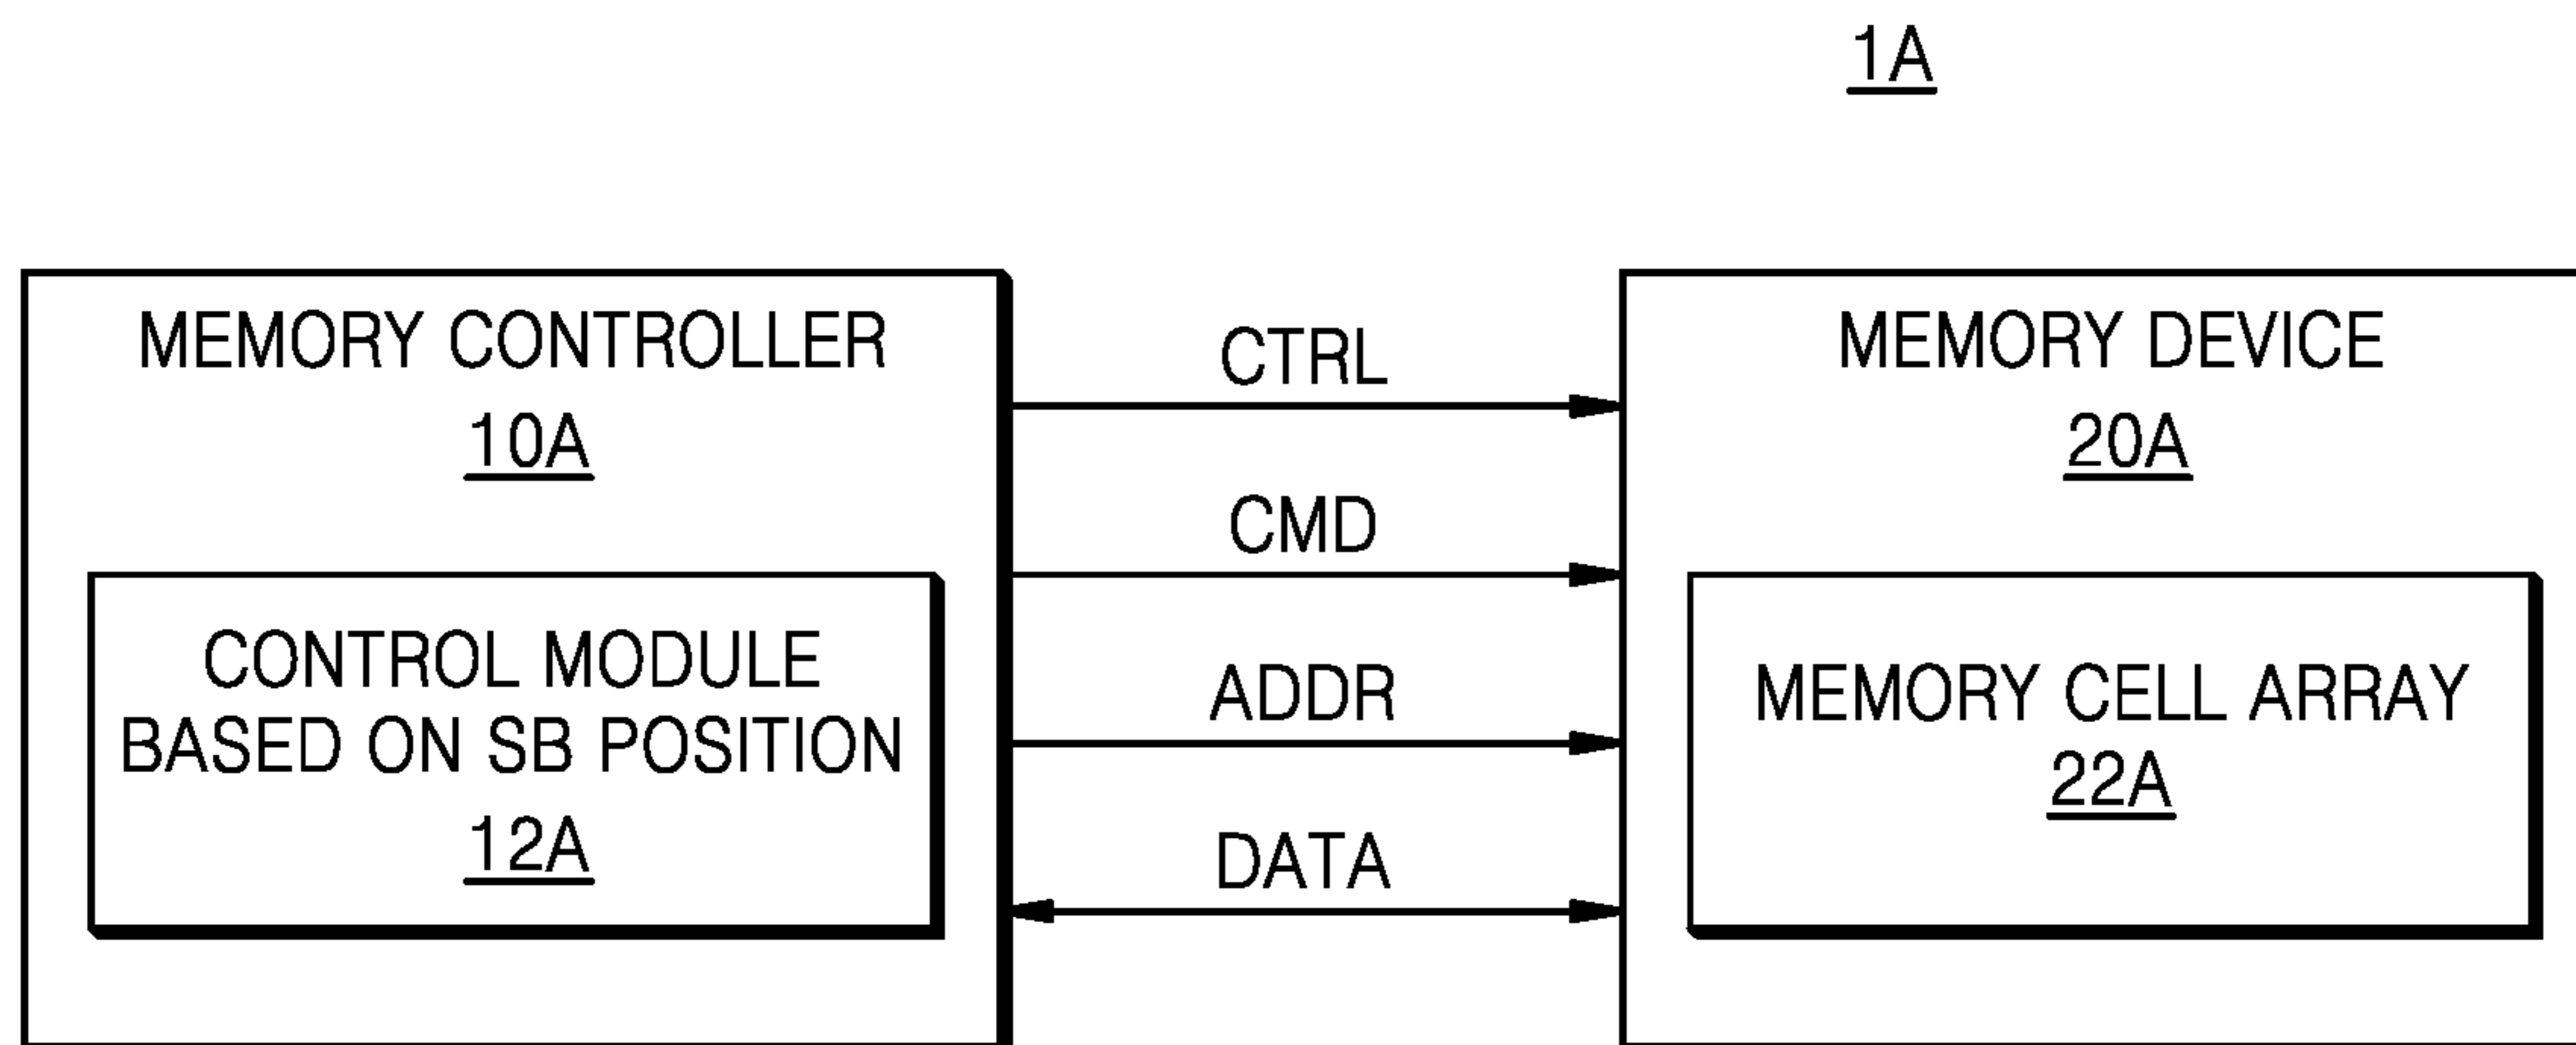 1A
MEMORY CONTROLLER
10A
CONTROL MODULE
BASED ON SB POSITION
12A
CTRL
CMD
ADDR
DATA
MEMORY DEVICE
20A
MEMORY CELL ARRAY
22A